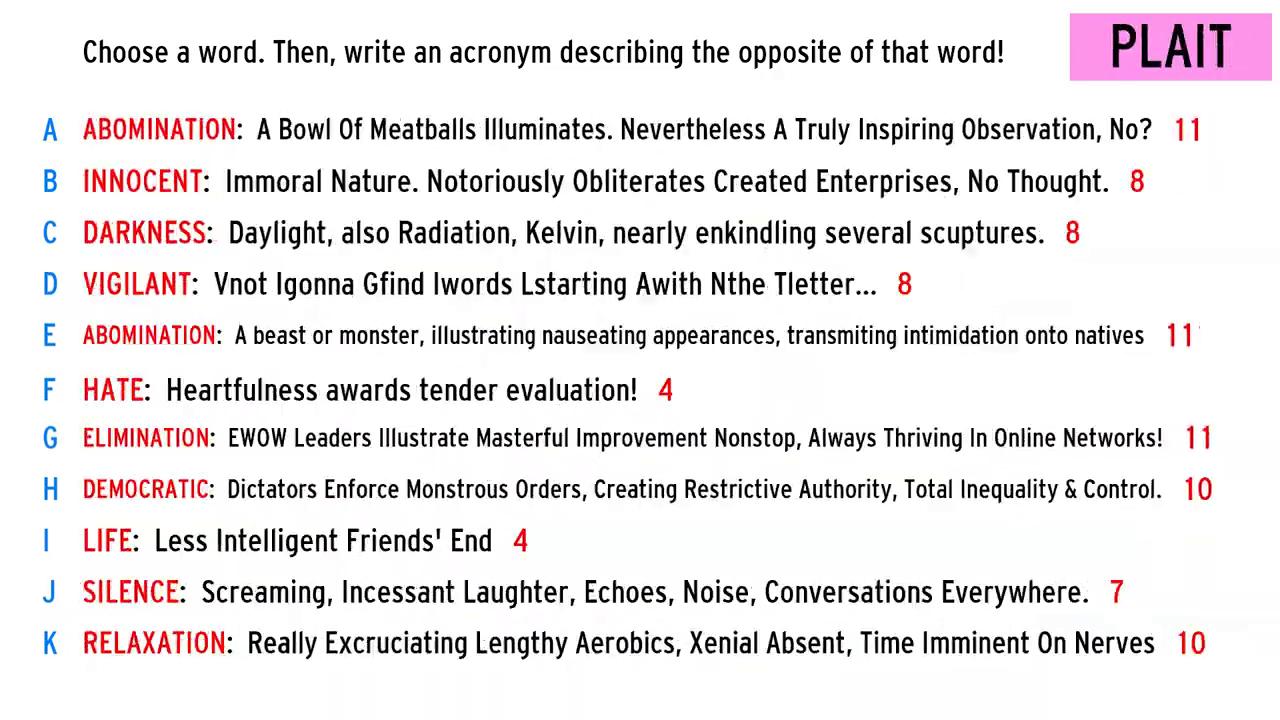 Choose a word. Then, write an acronym describing the opposite of that word!
PLAIT
A ABOMINATION: A Bowl Of Meatballs Illuminates. Nevertheless A Truly Inspiring Observation, No? 11
B INNOCENT: Immoral Nature. Notoriously Obliterates Created Enterprises, No Thought. 8
C DARKNESS: Daylight, also Radiation, Kelvin, nearly enkindling several scuptures. 8
D VIGILANT: Vnot Igonna Gfind Iwords Lstarting Awith Nthe Tletter... 8
E ABOMINATION: A beast or monster, illustrating nauseating appearances, transmiting intimidation onto natives 11
F HATE: Heartfulness awards tender evaluation! 4
G ELIMINATION: EWOW Leaders Illustrate Masterful Improvement Nonstop, Always Thriving In Online Networks! 11
H DEMOCRATIC: Dictators Enforce Monstrous Orders, Creating Restrictive Authority, Total Inequality & Control. 10
I LIFE: Less Intelligent Friends' End 4
J SILENCE: Screaming, Incessant Laughter, Echoes, Noise, Conversations Everywhere. 7
K RELAXATION: Really Excruciating Lengthy Aerobics, Xenial Absent, Time Imminent On Nerves 10